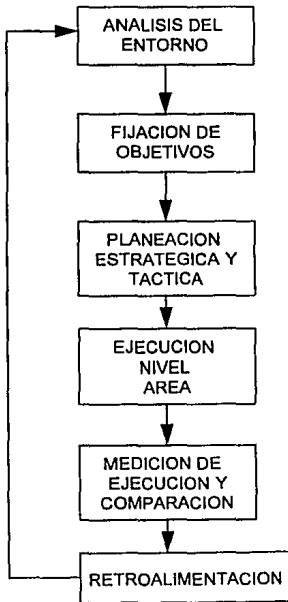 ANALISIS DEL
ENTORNO
FIJACION DE
OBJETIVOS
PLANEACION
ESTRATEGICA Y
TACTICA
EJECUCION
NIVEL
AREA
MEDICION DE
EJECUCION Y
COMPARACION
RETROALIMENTACION